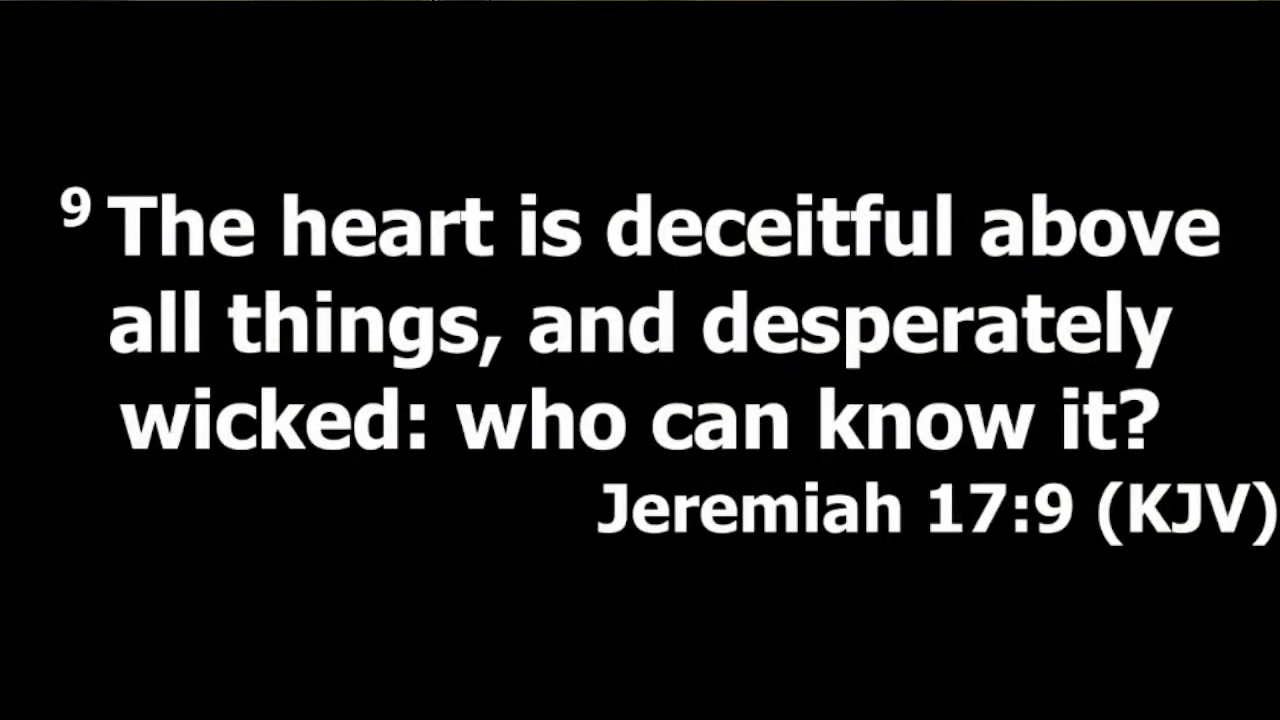 9 The heart is deceitful above
all things, and desperately
wicked: who can know it?
Jeremiah 17:9 (KJV)